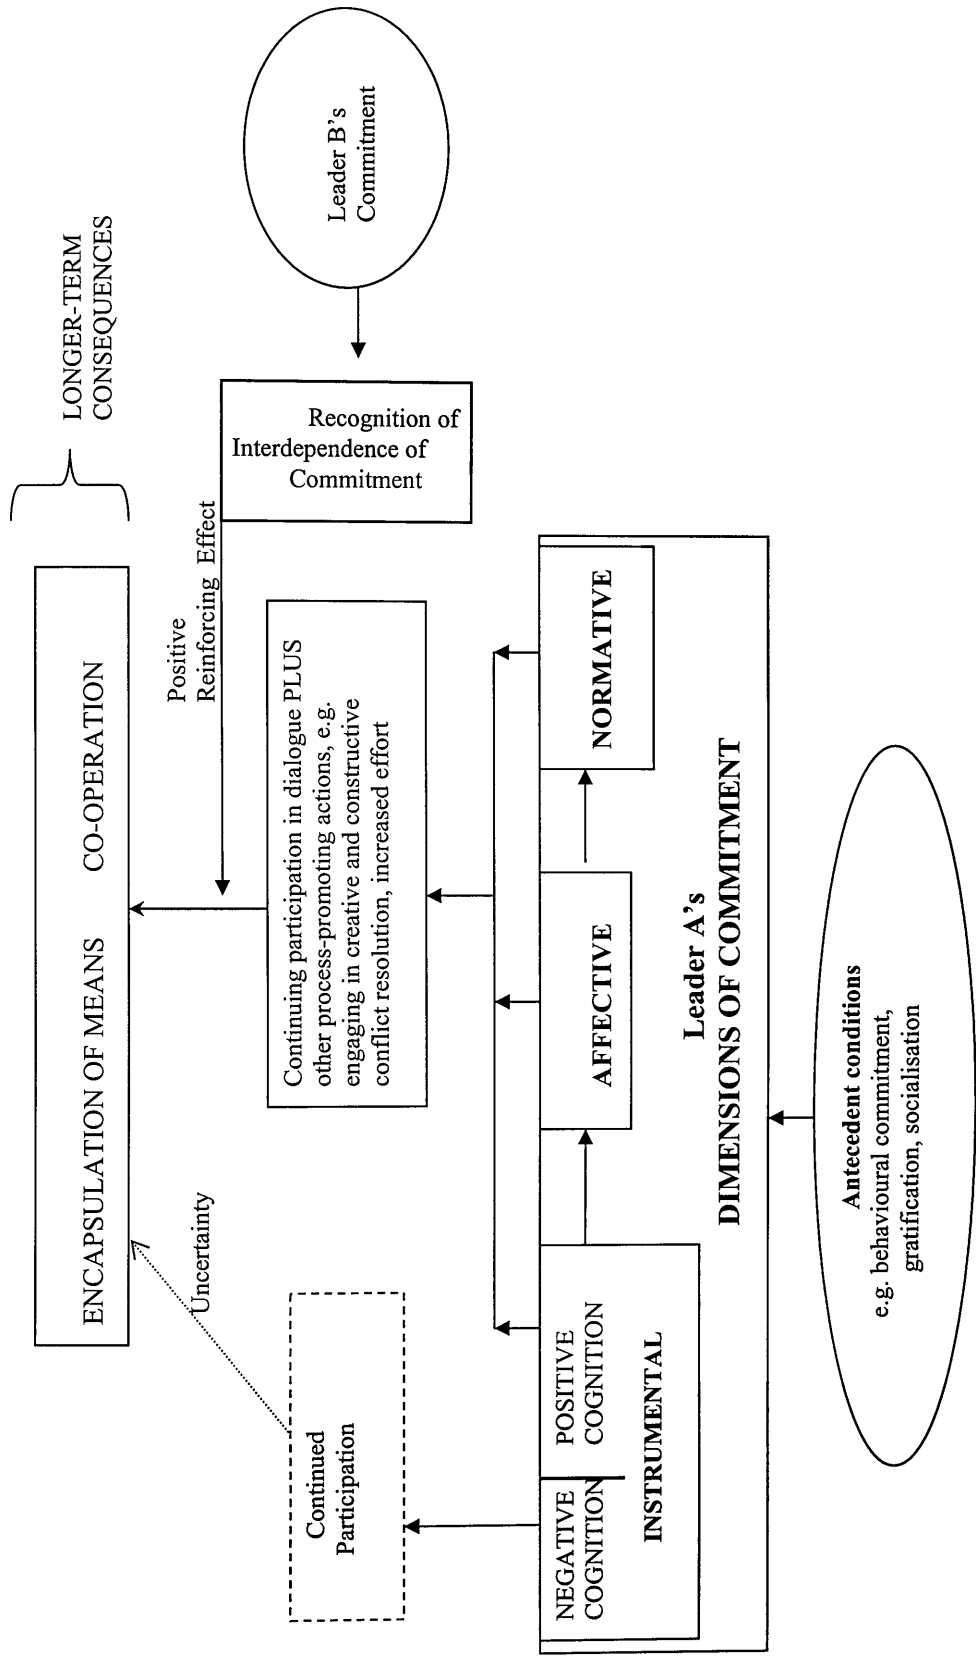 LONGER-TERM
CONSEQUENCES
ENCAPSULATION OF MEANS CO-OPERATION
Uncertainty
Positive
Reinforcing Effect
Leader B's
Commitment
Recognition of
Interdependence of
Commitment
Continued
Participation
Continuing participation in dialogue PLUS
other process-promoting actions, e.g.
engaging in creative and constructive
conflict resolution, increased effort
NEGATIVE
COGNITION
POSITIVE
COGNITION
INSTRUMENTAL
AFFECTIVE
NORMATIVE
Leader A's
DIMENSIONS OF COMMITMENT
Antecedent conditions
e.g. behavioural commitment,
gratification, socialisation